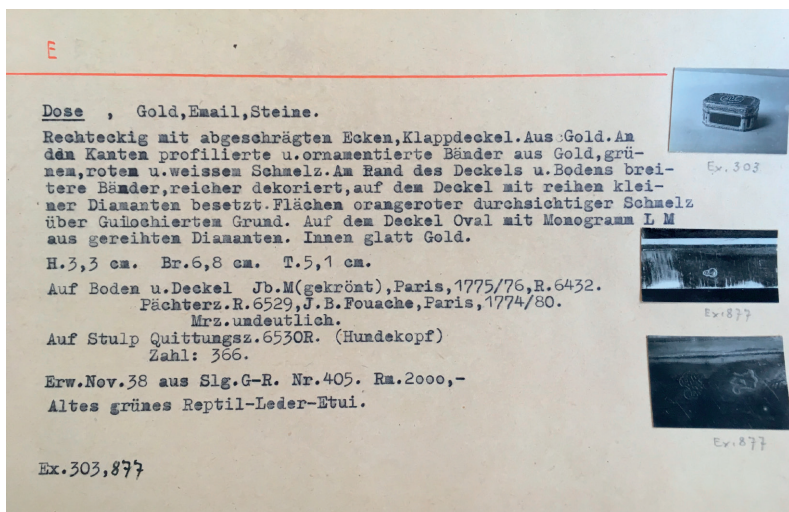 E
Dose , Gold,Email,Steine.
Rechteckig mit abgeschrägten Ecken,Klappdeckel.Aus Gold.An
den Kanten profilierte u.ornamentierte Bänder aus Gold,grü-
nem,rotem u.weissem Schmelz.Am Rand des Deckels u.Bodens brei-
tere Bänder,reicher dekoriert,auf dem Deckel mit reihen klei-
ner Diamanten besetzt.Flächen orangeroter durchsichtiger Schmelz
über Guilochiertem Grund. Auf dem Deckel Oval mit Monogramm L M
aus gereihten Diamanten. Innen glatt Gold.
H.3,3 cm. Br.6,8 cm. T.5,1 cm.
Auf Boden u.Deckel Jb.M(gekrönt),Paris,1775/76,R.6432.
Pächterz.R.6529,J.B.Fouache,Paris,1774/80.
Mrz.undeutlich.
Auf Stulp Quittungsz.6530R. (Hundekopf)
Zahl: 366.
Erw.Nov.38 aus Slg.G-R. Nr.405. Rm.2000,-
Altes grünes Reptil-Leder-Etui.
Ex.303,877
Ex.303
Ex.877
Ex.877